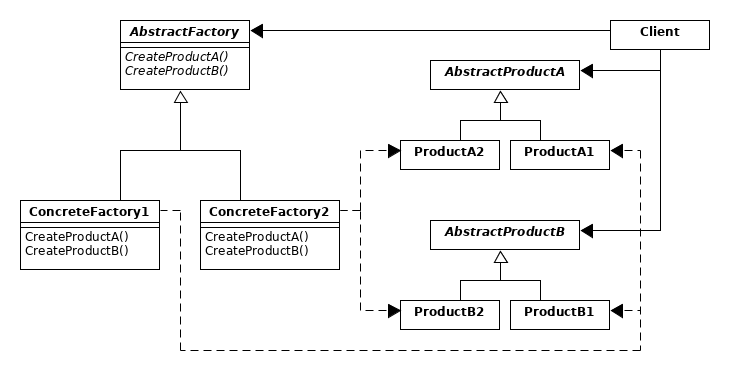 AbstractFactory
CreateProductA()
CreateProductB()
Client
AbstractProductA
ProductA2
ProductA1
ConcreteFactory1
CreateProductA()
CreateProductB()
ConcreteFactory2
CreateProductA()
CreateProductB()
AbstractProductB
ProductB2
ProductB1